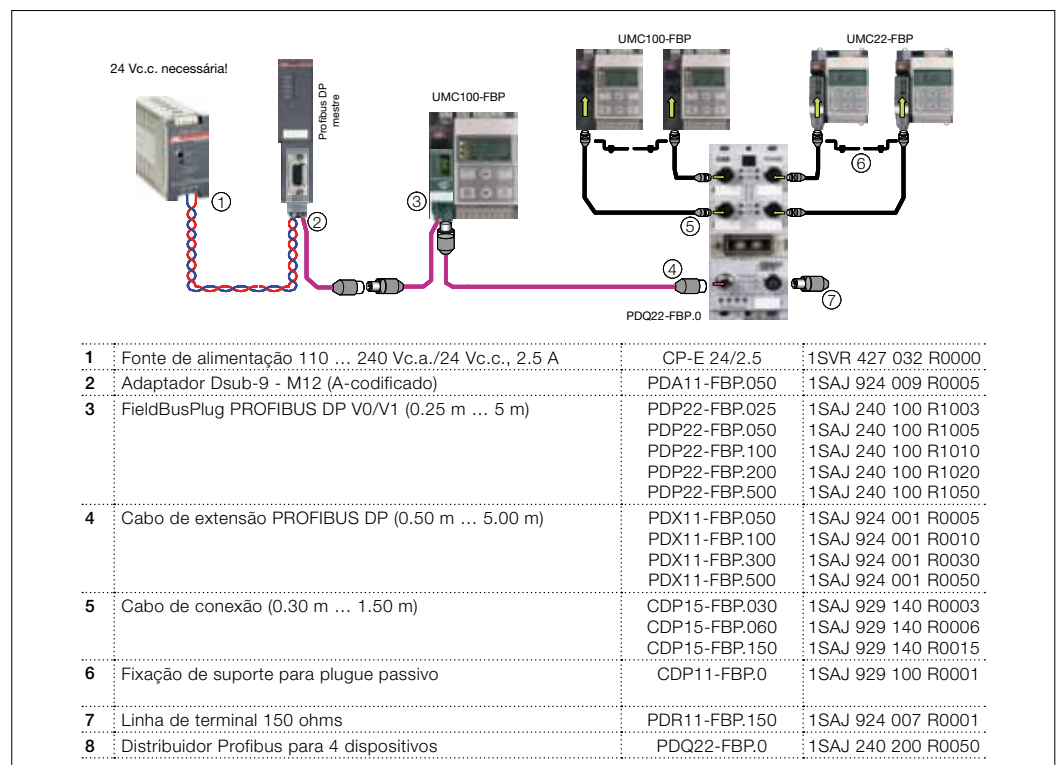 UMC100-FBP
UMC22-FBP
24 Vc.c. necessária!
Profibus DP
mestre
UMC100-FBP
1
2
3
4
5
6
7
PDQ22-FBP.0
1 Fonte de alimentação 110 … 240 Vc.a./24 Vc.c., 2.5 A CP-E 24/2.5 1SVR 427 032 R0000
2 Adaptador Dsub-9 - M12 (A-codificado) PDA11-FBP.050 1SAJ 924 009 R0005
3 FieldBusPlug PROFIBUS DP V0/V1 (0.25 m … 5 m) PDP22-FBP.025 1SAJ 240 100 R1003
PDP22-FBP.050 1SAJ 240 100 R1005
PDP22-FBP.100 1SAJ 240 100 R1010
PDP22-FBP.200 1SAJ 240 100 R1020
PDP22-FBP.500 1SAJ 240 100 R1050
4 Cabo de extensão PROFIBUS DP (0.50 m … 5.00 m) PDX11-FBP.050 1SAJ 924 001 R0005
PDX11-FBP.100 1SAJ 924 001 R0010
PDX11-FBP.300 1SAJ 924 001 R0030
PDX11-FBP.500 1SAJ 924 001 R0050
5 Cabo de conexão (0.30 m … 1.50 m) CDP15-FBP.030 1SAJ 929 140 R0003
CDP15-FBP.060 1SAJ 929 140 R0006
CDP15-FBP.150 1SAJ 929 140 R0015
6 Fixação de suporte para plugue passivo CDP11-FBP.0 1SAJ 929 100 R0001
7 Linha de terminal 150 ohms PDR11-FBP.150 1SAJ 924 007 R0001
8 Distribuidor Profibus para 4 dispositivos PDQ22-FBP.0 1SAJ 240 200 R0050